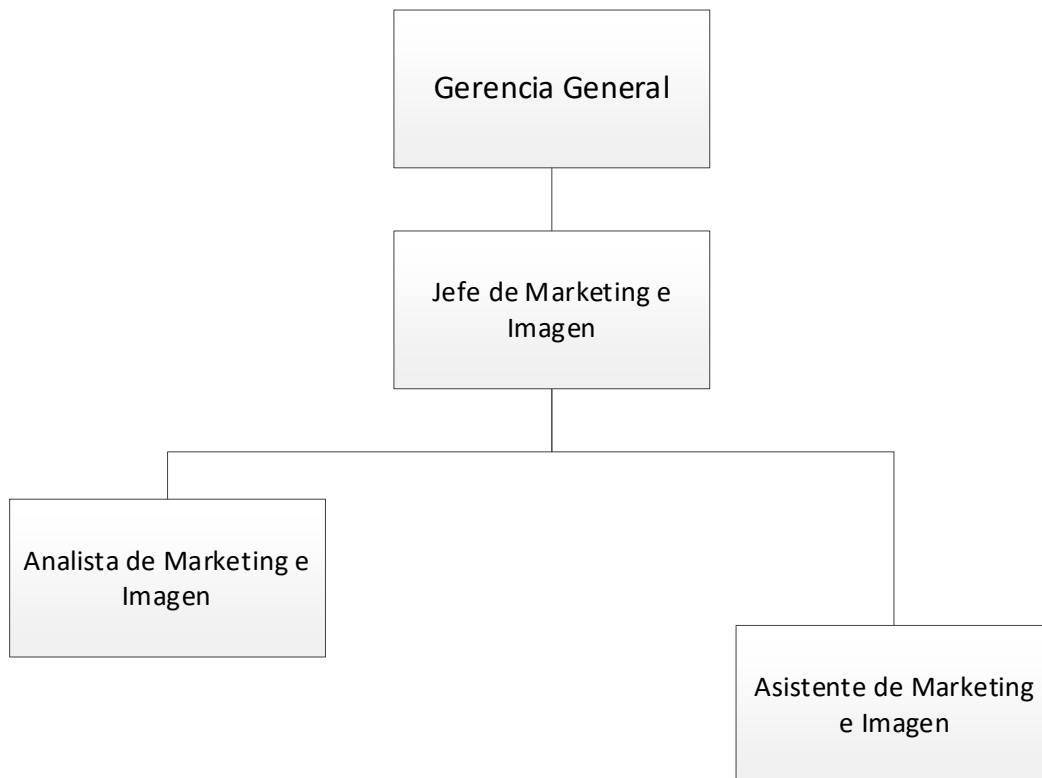 Gerencia General
Jefe de Marketing e
Imagen
Analista de Marketing e
Imagen
Asistente de Marketing
e Imagen